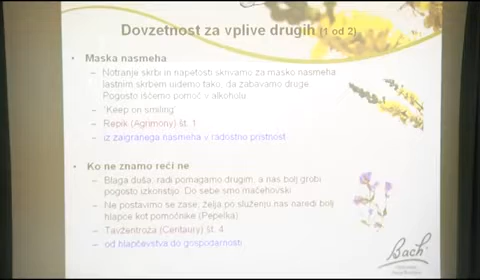 Dovzetnost za vplive drugih (1 od 2)
• Maska nasmeha
– Notranje skrbi in napetosti skrivamo za masko nasmeha
lastnim skrbem uidemo tako, da zabavamo druge
Pogosto iščemo pomoč v alkoholu
– 'Keep on smiling'
– Repik (Agrimony) št. 1
– iz zaigranega nasmeha v radostno pristnost
• Ko ne znamo reči ne
– Blaga duša: radi pomagamo drugim, a nas bolj grobi
pogosto izkoristijo. Do sebe smo mačehovski
– Ne postavimo se zase, želja po služenju nas naredi bolj
hlapce kot pomočnike (Pepelka)
– Tavžentroža (Centaury) št. 4
– od hlapčevstva do gospodarnosti
Bach